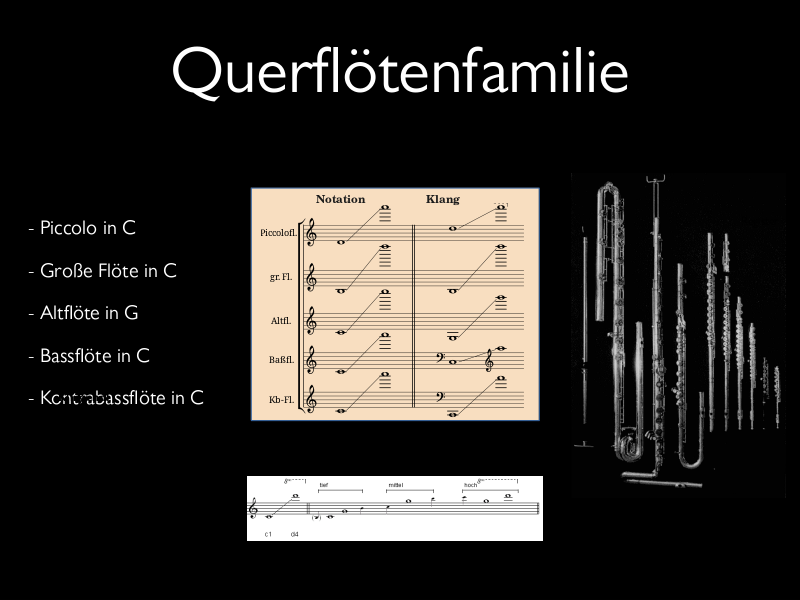 Querflötenfamilie
- Piccolo in C
- Große Flöte in C
- Altflöte in G
- Bassflöte in C
- Kontrabassflöte in C
Notation Klang
Piccolofl.
gr. Fl.
Altfl.
Baßfl.
Kb-Fl.
tief mittel hoch
c1 d4